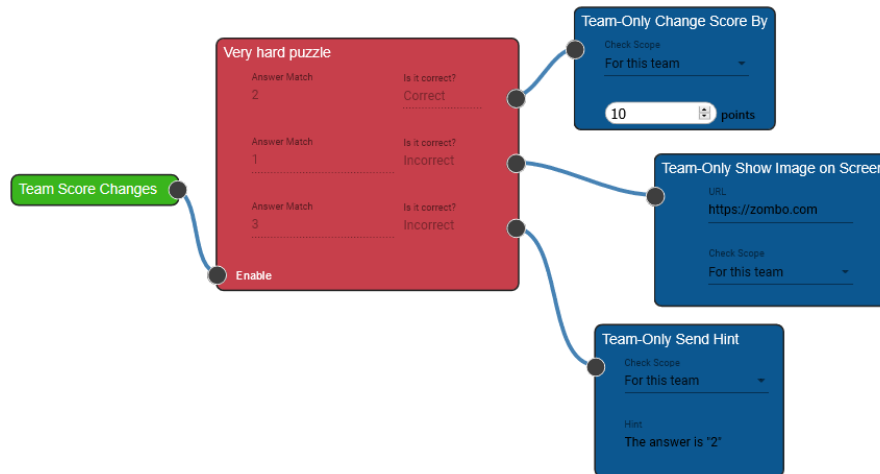 Team Score Changes
Very hard puzzle
Answer Match
Is it correct?
2
Correct
Answer Match
Is it correct?
1
Incorrect
Answer Match
Is it correct?
3
Incorrect
Enable
Team-Only Change Score By
Check Scope
For this team
10 points
Team-Only Show Image on Screen
URL
https://zombo.com
Check Scope
For this team
Team-Only Send Hint
Check Scope
For this team
Hint
The answer is "2"